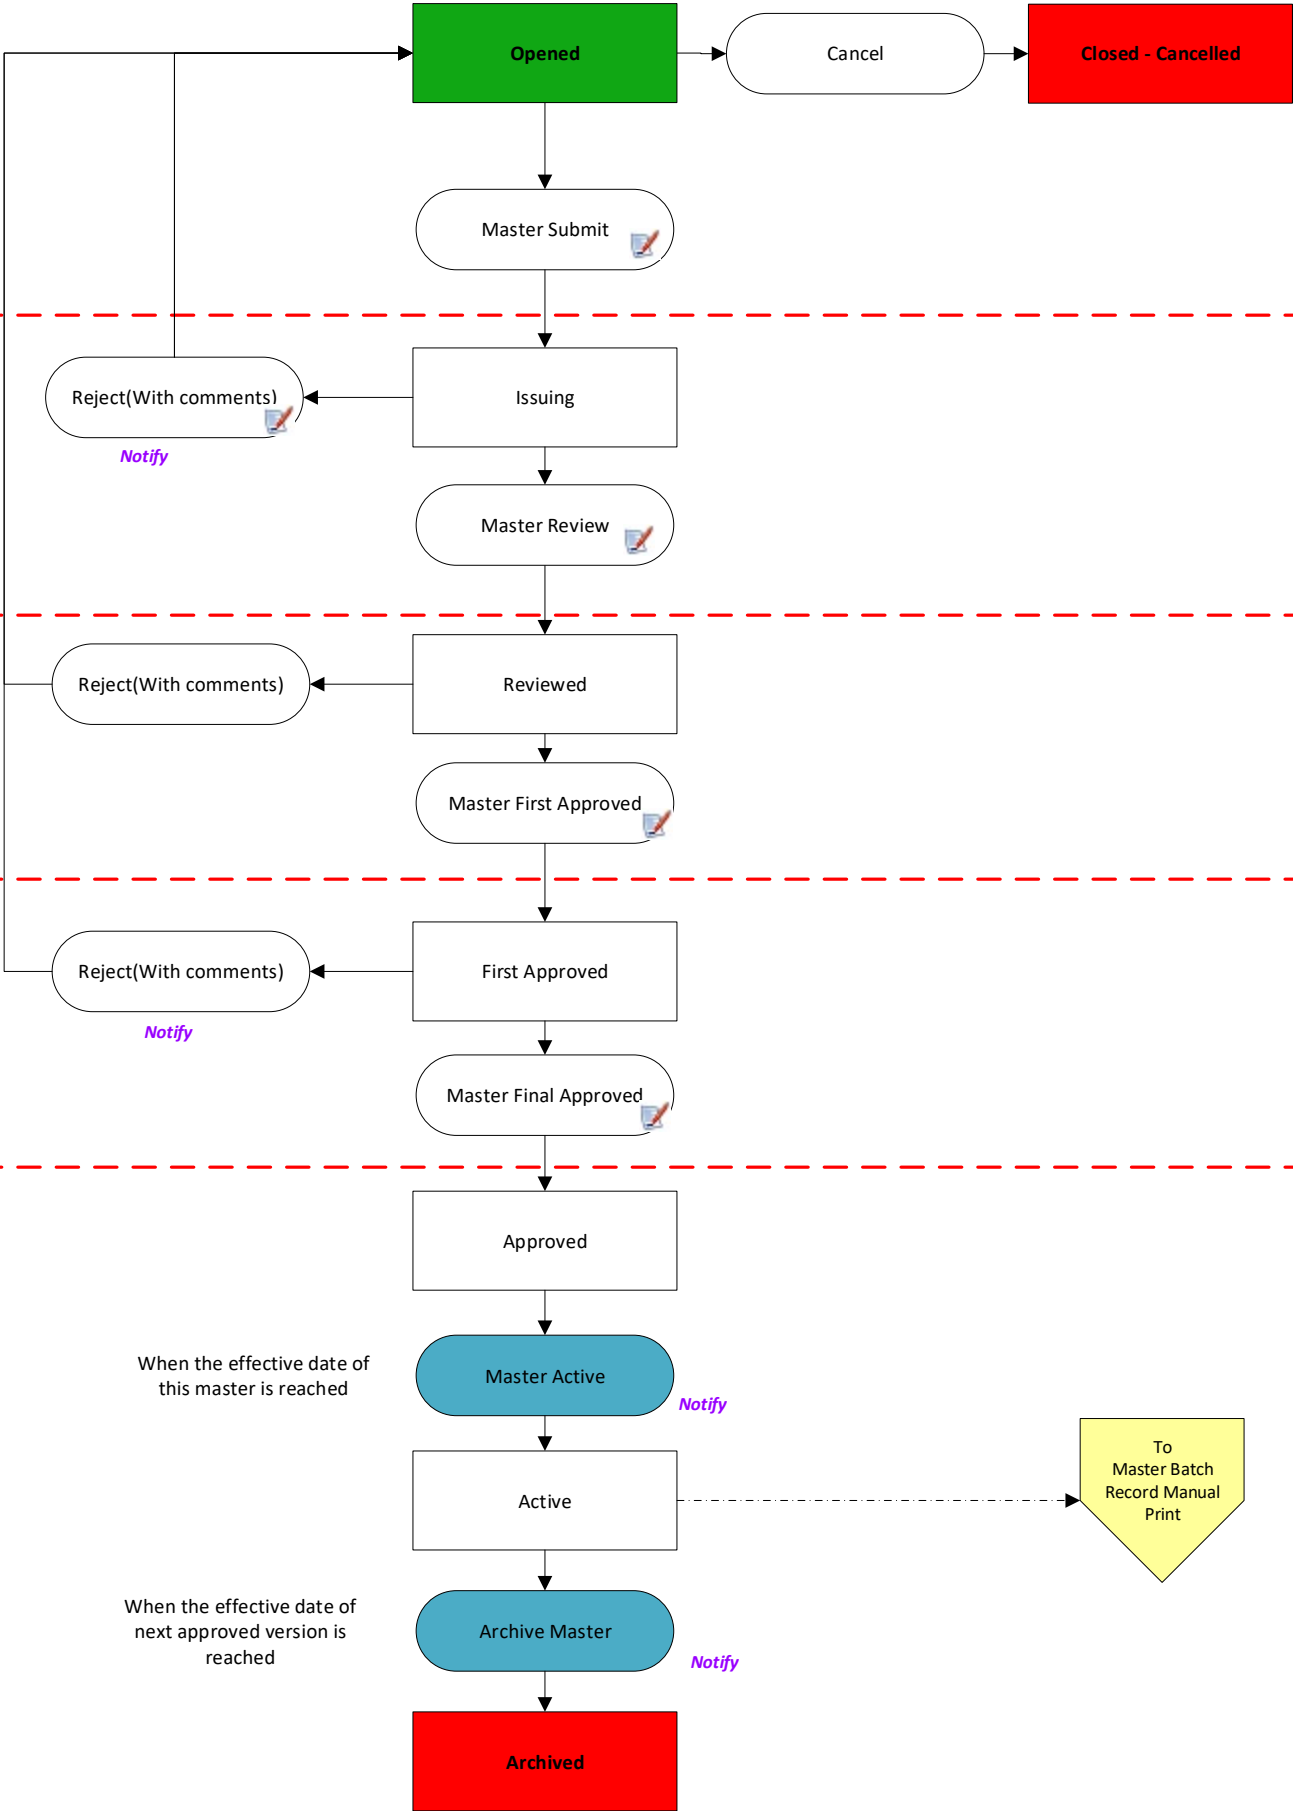 Opened
Cancel
Closed - Cancelled
Master Submit
Reject(With comments)
Issuing
Notify
Master Review
Reject(With comments)
Reviewed
Master First Approved
Reject(With comments)
First Approved
Notify
Master Final Approved
Approved
When the effective date of
this master is reached
Master Active
Notify
Active
To
Master Batch
Record Manual
Print
When the effective date of
next approved version is
reached
Archive Master
Notify
Archived